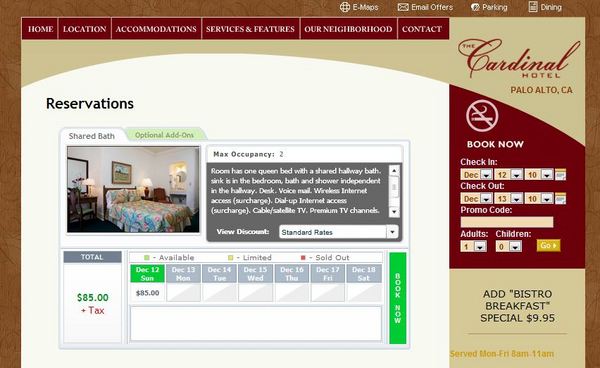 E-Maps Email Offers Parking Dining
HOME LOCATION ACCOMMODATIONS SERVICES & FEATURES OUR NEIGHBORHOOD CONTACT
THE
Cardinal
HOTEL
PALO ALTO, CA
Reservations
Shared Bath Optional Add-Ons
Max Occupancy: 2
Room has one queen bed with a shared hallway bath.
sink is in the bedroom, bath and shower independent
in the hallway. Desk. Voice mail. Wireless Internet
access (surcharge). Dial-up Internet access
(surcharge). Cable/satellite TV. Premium TV channels.
View Discount: Standard Rates
TOTAL
$85.00
+ Tax
- Available - Limited - Sold Out
Dec 12 Dec 13 Dec 14 Dec 15 Dec 16 Dec 17 Dec 18
Sun Mon Tue Wed Thu Fri Sat
$85.00
BOOK NOW
BOOK NOW
Check In:
Dec 12 10
Check Out:
Dec 13 10
Promo Code:
Adults: Children:
1 0 Go
ADD "BISTRO
BREAKFAST"
SPECIAL $9.95
Served Mon-Fri 8am-11am